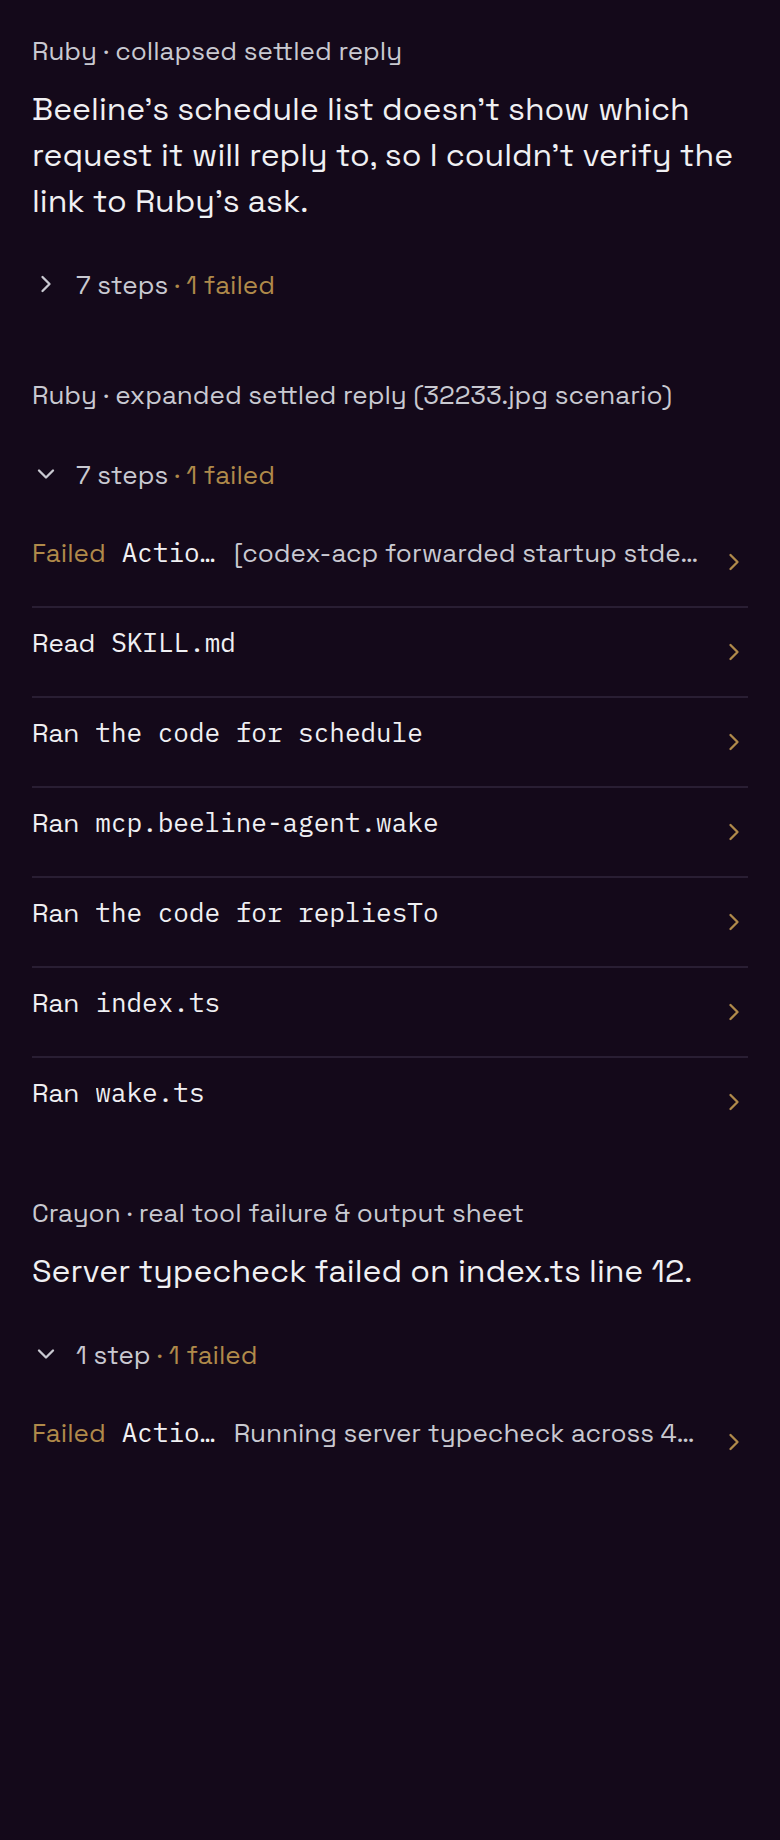 Ruby · collapsed settled reply
Beeline’s schedule list doesn’t show which
request it will reply to, so I couldn’t verify the
link to Ruby’s ask.
7 steps · 1 failed
Ruby · expanded settled reply (32233.jpg scenario)
7 steps · 1 failed
Failed Actio… [codex-acp forwarded startup stde…
Read SKILL.md
Ran the code for schedule
Ran mcp.beeline-agent.wake
Ran the code for repliesTo
Ran index.ts
Ran wake.ts
Crayon · real tool failure & output sheet
Server typecheck failed on index.ts line 12.
1 step · 1 failed
Failed Actio… Running server typecheck across 4…